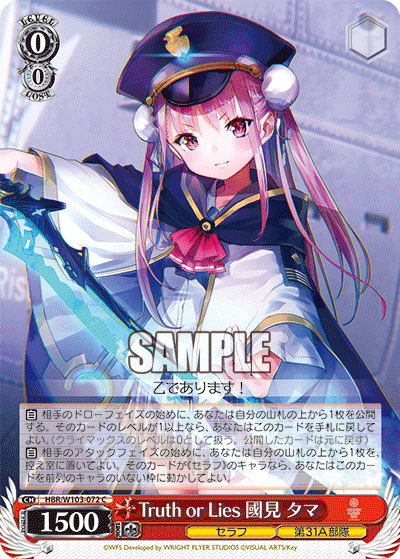 LEVEL
0
0
COST
SAMPLE
乙であります！
自 相手のドローフェイズの始めに、あなたは自分の山札の上から1枚を公開
する。そのカードのレベルが1以上なら、あなたはこのカードを手札に戻して
よい。（クライマックスのレベルは0として扱う。公開したカードは元に戻す）
自 相手のアタックフェイズの始めに、あなたは自分の山札の上から1枚を、
控え室に置いてよい。そのカードが《セラフ》のキャラなら、あなたはこのカー
ドを前列のキャラのいない枠に動かしてよい。
CH HBR/W103-072 C
1500
Truth or Lies 國見 タマ
セラフ
第31A部隊
©WFS Developed by WRIGHT FLYER STUDIOS ©VISUAL ARTS/Key